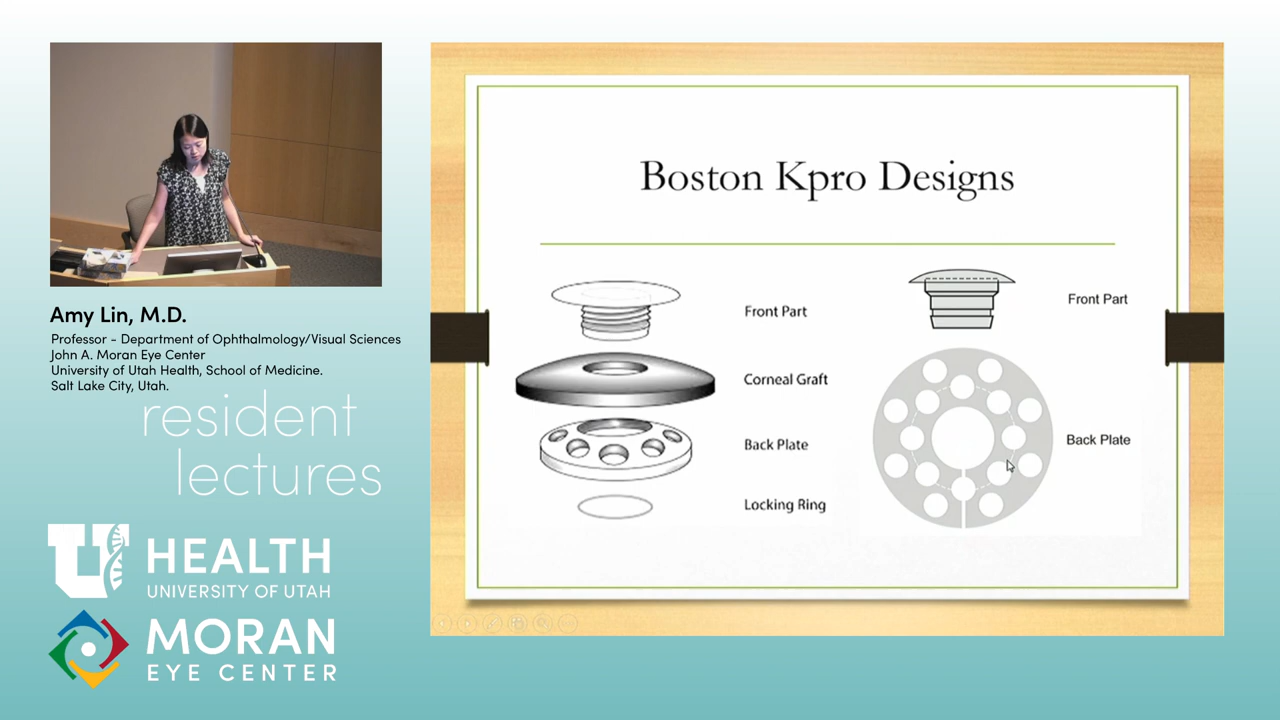 Amy Lin, M.D.
Professor - Department of Ophthalmology/Visual Sciences
John A. Moran Eye Center
University of Utah Health, School of Medicine.
Salt Lake City, Utah.
resident
lectures
U HEALTH
UNIVERSITY OF UTAH
MORAN
EYE CENTER
Boston Kpro Designs
Front Part
Corneal Graft
Back Plate
Locking Ring
Front Part
Back Plate